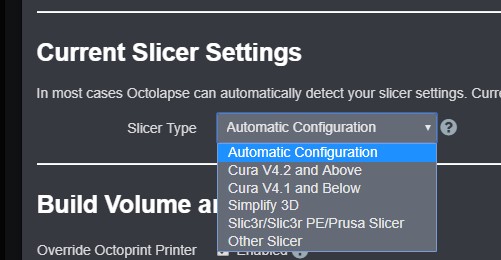 Current Slicer Settings
In most cases Octolapse can automatically detect your slicer settings.
Slicer Type Automatic Configuration ?
Automatic Configuration
Cura V4.2 and Above
Cura V4.1 and Below
Simplify 3D
Slic3r/Slic3r PE/Prusa Slicer
Other Slicer
Build Volume
Override Octoprint Printer Enabled